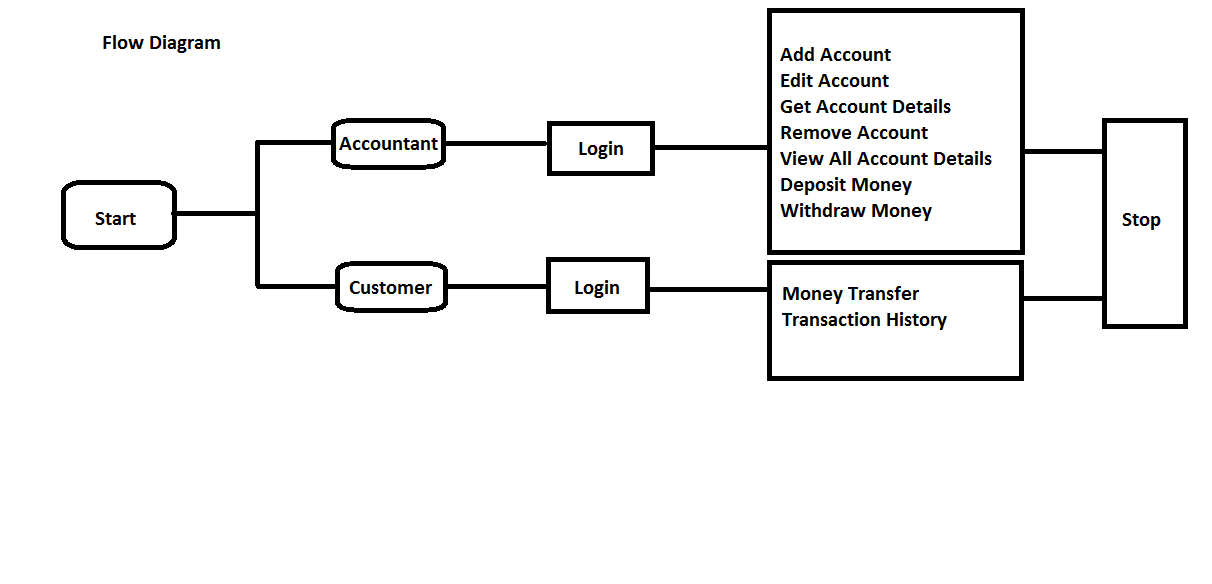 Flow Diagram
Start
Accountant
Login
Add Account
Edit Account
Get Account Details
Remove Account
View All Account Details
Deposit Money
Withdraw Money
Customer
Login
Money Transfer
Transaction History
Stop